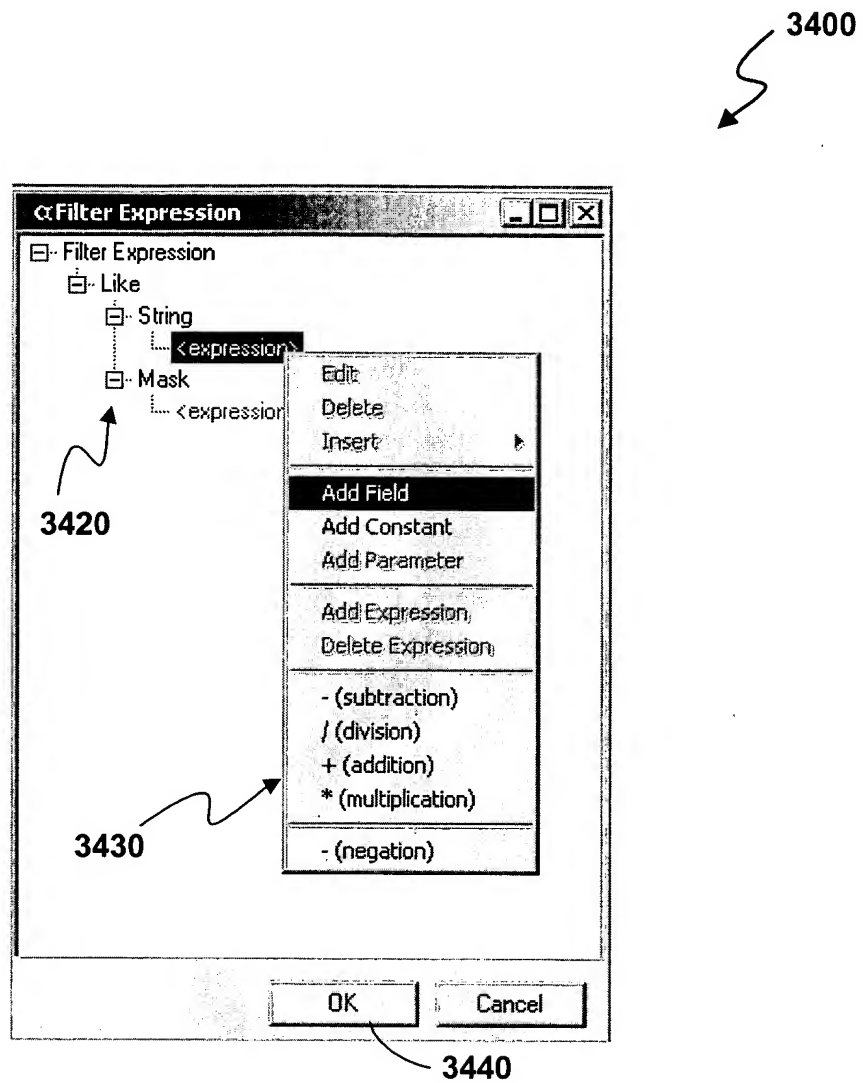 3400
αFilter Expression
Filter Expression
Like
String
<expression>
Mask
<expression
Edit
Delete
Insert
Add Field
Add Constant
Add Parameter
Add Expression
Delete Expression
- (subtraction)
/ (division)
+ (addition)
* (multiplication)
- (negation)
3420
3430
OK
Cancel
3440